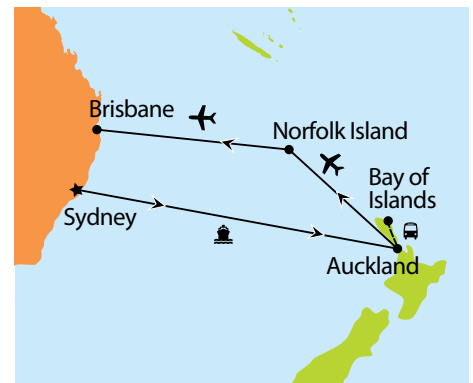 Brisbane
Norfolk Island
Bay of
Islands
Sydney
Auckland